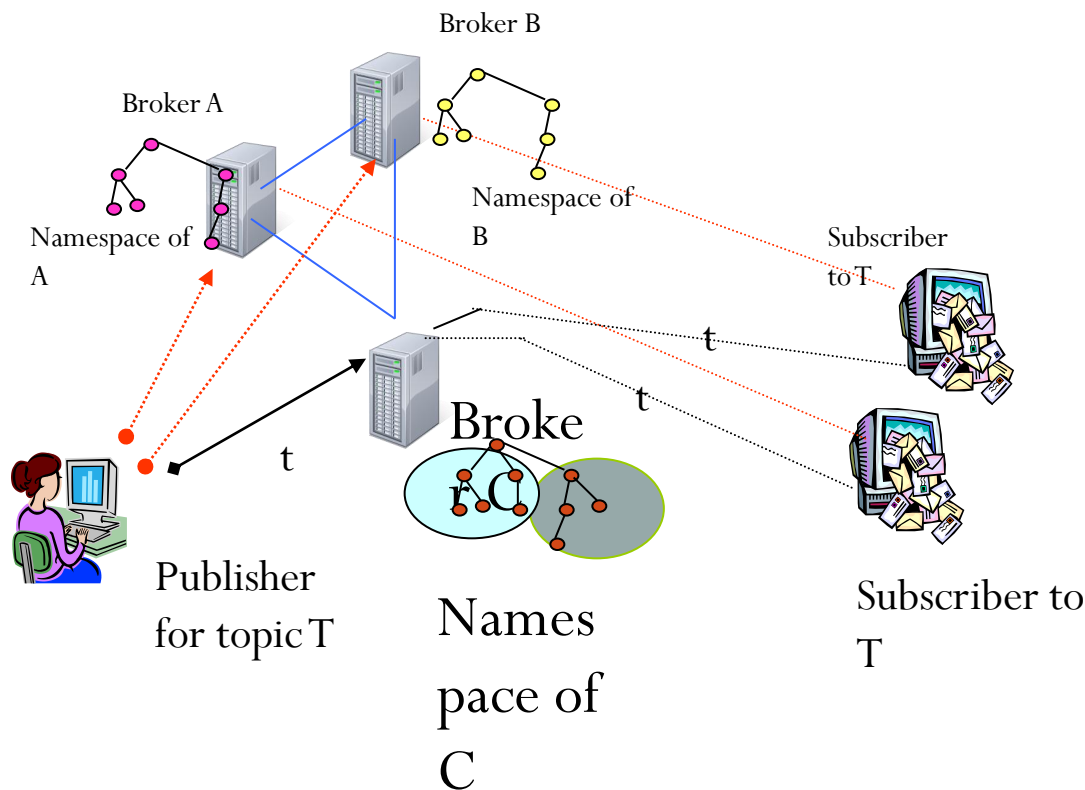 Broker B
Broker A
Namespace of
A
Namespace of
B
Subscriber
to T
t
t
t
Broke
r C
Publisher
for topic T
Names
pace of
C
Subscriber to
T